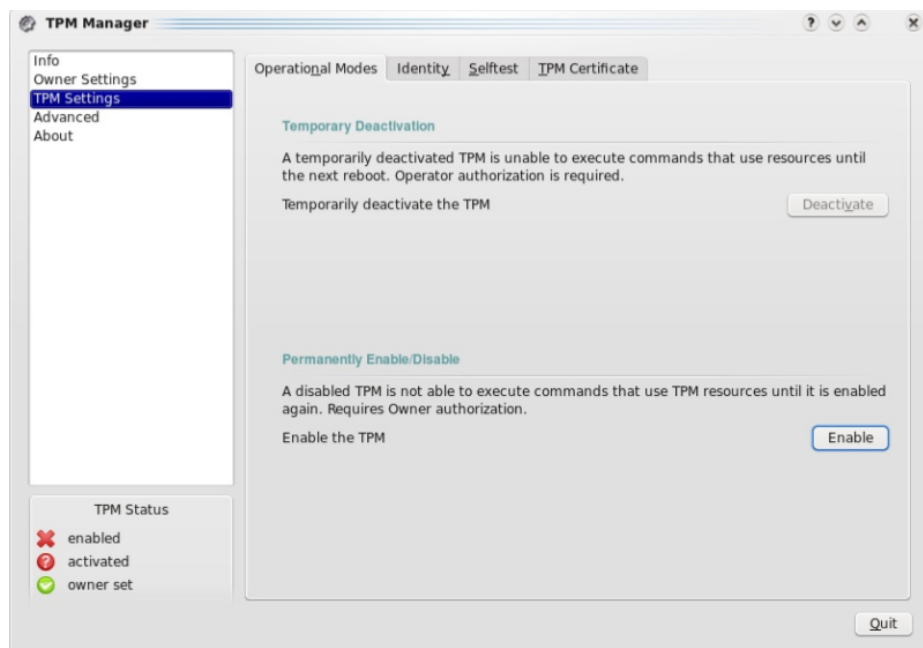 TPM Manager
Info
Owner Settings
TPM Settings
Advanced
About
Operational Modes
Identity
Selftest
TPM Certificate
Temporary Deactivation
A temporarily deactivated TPM is unable to execute commands that use resources until
the next reboot. Operator authorization is required.
Temporarily deactivate the TPM
Deactivate
Permanently Enable/Disable
A disabled TPM is not able to execute commands that use TPM resources until it is enabled
again. Requires Owner authorization.
Enable the TPM
Enable
TPM Status
enabled
activated
owner set
Quit